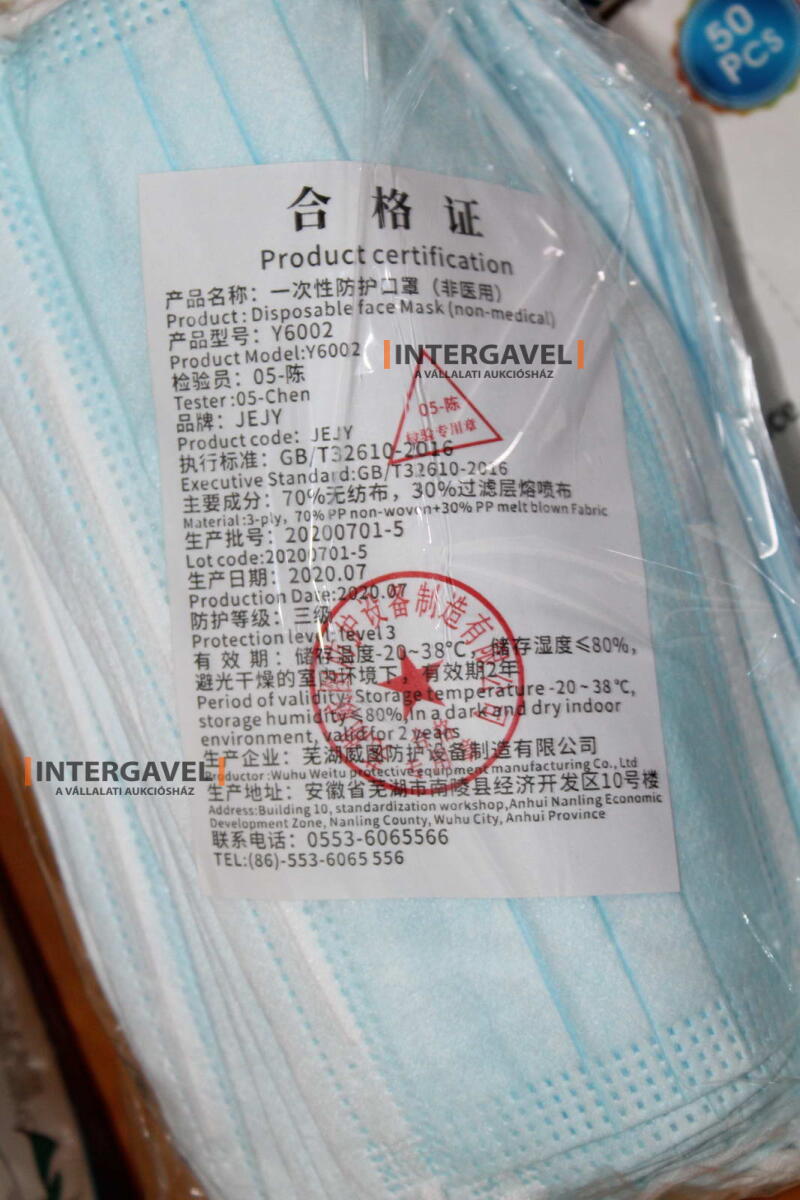 50
PCS
合格证
Product certification
产品名称：一次性防护口罩（非医用）
Product:Disposable face Mask (non-medical)
产品型号：Y6002
Product Model:Y6002
INTERGAVEL
A VÁLLALATI AUKCIÓSHÁZ
检验员：05-陈
Tester:05-Chen
05-陈
检验专用章
品牌：JEJY
Product code: JEJY
执行标准：GB/T32610-2016
Executive Standard:GB/T32610-2016
主要成分：70%无纺布，30%过滤层熔喷布
Material:3-ply, 70% PP non-woven+30% PP melt blown Fabric
生产批号：20200701-5
Lot code:20200701-5
生产日期：2020.07
Production Date:2020.07
防护等级：三级
Protection level: level 3
有 效 期：储存温度-20~38℃，储存湿度≤80%，
避光干燥的室内环境下，有效期2年
Period of validity: Storage temperature -20 ~ 38 ℃,
storage humidity ≤80%,in a dark and dry indoor
environment, valid for 2 years
生产企业：芜湖威图防护设备制造有限公司
Productor:Wuhu Weitu protective equipment manufacturing Co., Ltd
INTERGAVEL
A VÁLLALATI AUKCIÓSHÁZ
生产地址：安徽省芜湖市南陵县经济开发区10号楼
Address:Building 10, standardization workshop,Anhui Nanling Economic
Development Zone, Nanling County, Wuhu City, Anhui Province
联系电话：0553-6065566
TEL:(86)-553-6065 556